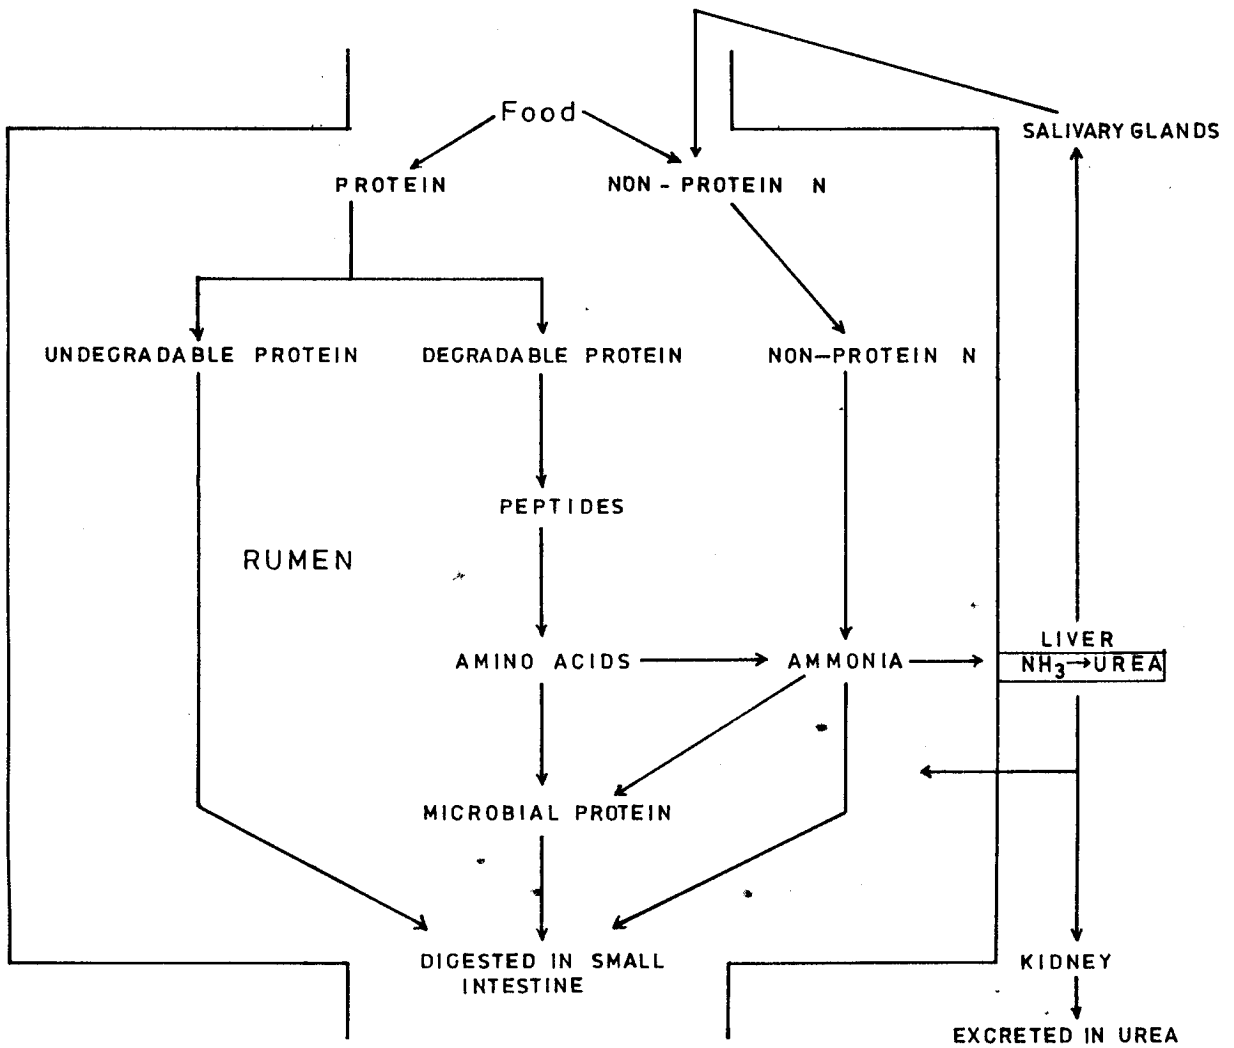 Food
SALIVARY GLANDS
PROTEIN
NON - PROTEIN N
UNDEGRADABLE PROTEIN
DEGRADABLE PROTEIN
NON-PROTEIN N
PEPTIDES
RUMEN
LIVER
AMINO ACIDS
AMMONIA
NH₃→UREA
MICROBIAL PROTEIN
DIGESTED IN SMALL
INTESTINE
KIDNEY
EXCRETED IN UREA